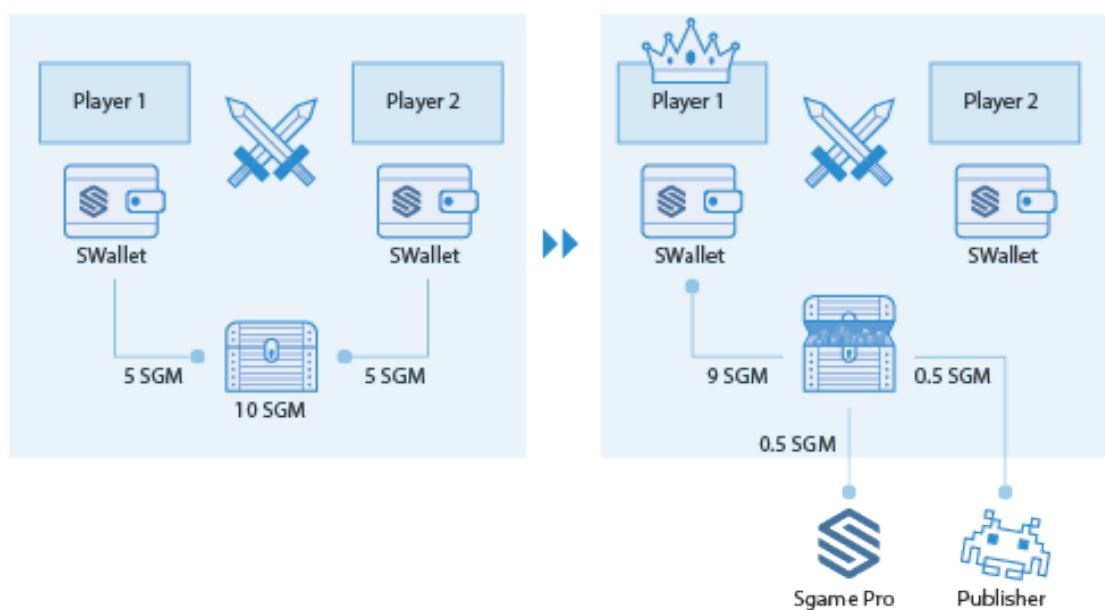 Player 1
Player 2
SWallet
SWallet
5 SGM
5 SGM
10 SGM
Player 1
Player 2
SWallet
SWallet
9 SGM
0.5 SGM
0.5 SGM
Sgame Pro
Publisher